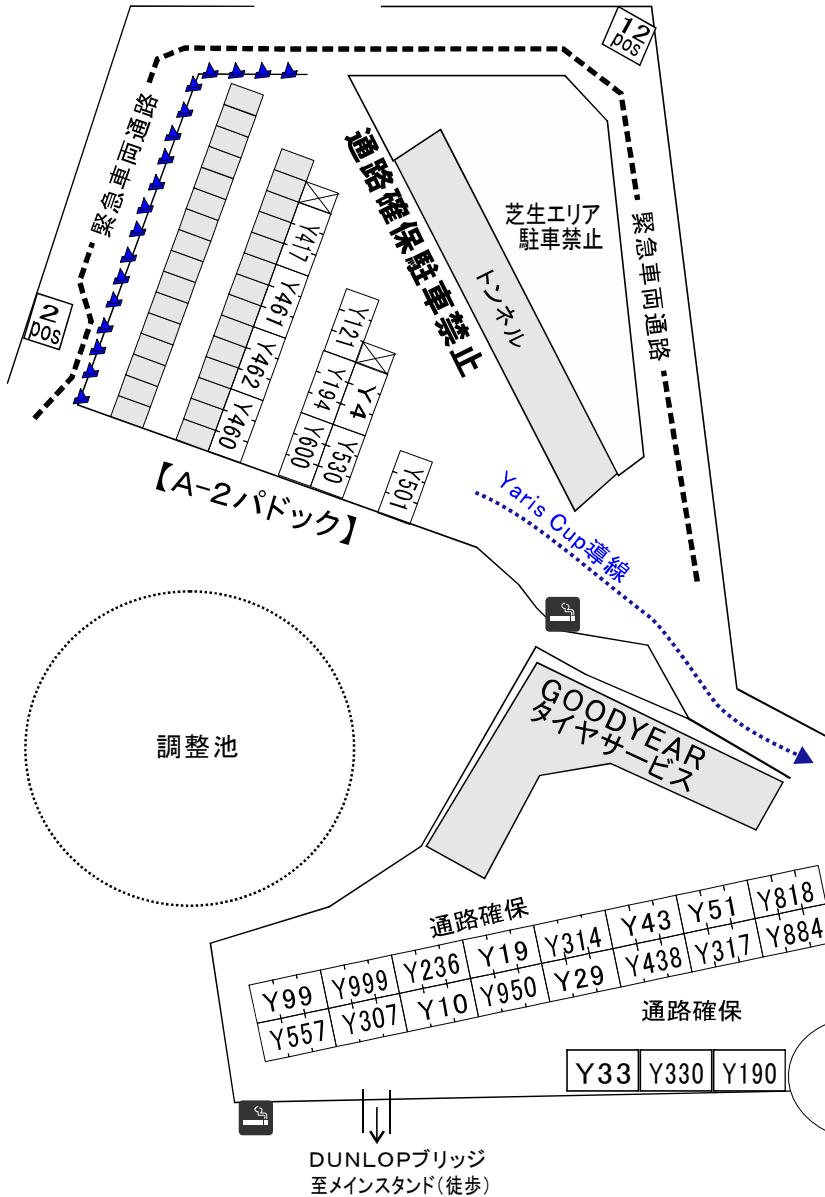 12
pos
緊急車両通路
通路確保駐車禁止
芝生エリア
駐車禁止
トンネル
緊急車両通路
2
pos
Y417
Y461
Y462
Y460
Y121
Y194
Y4
Y600
Y530
Y501
【A-2パドック】
Yaris Cup導線
調整池
GOODYEAR
タイヤサービス
通路確保
Y99 Y999 Y236 Y19 Y314 Y43 Y51 Y818
Y557 Y307 Y10 Y950 Y29 Y438 Y317 Y884
通路確保
Y33 Y330 Y190
DUNLOPブリッジ
至メインスタンド(徒歩)